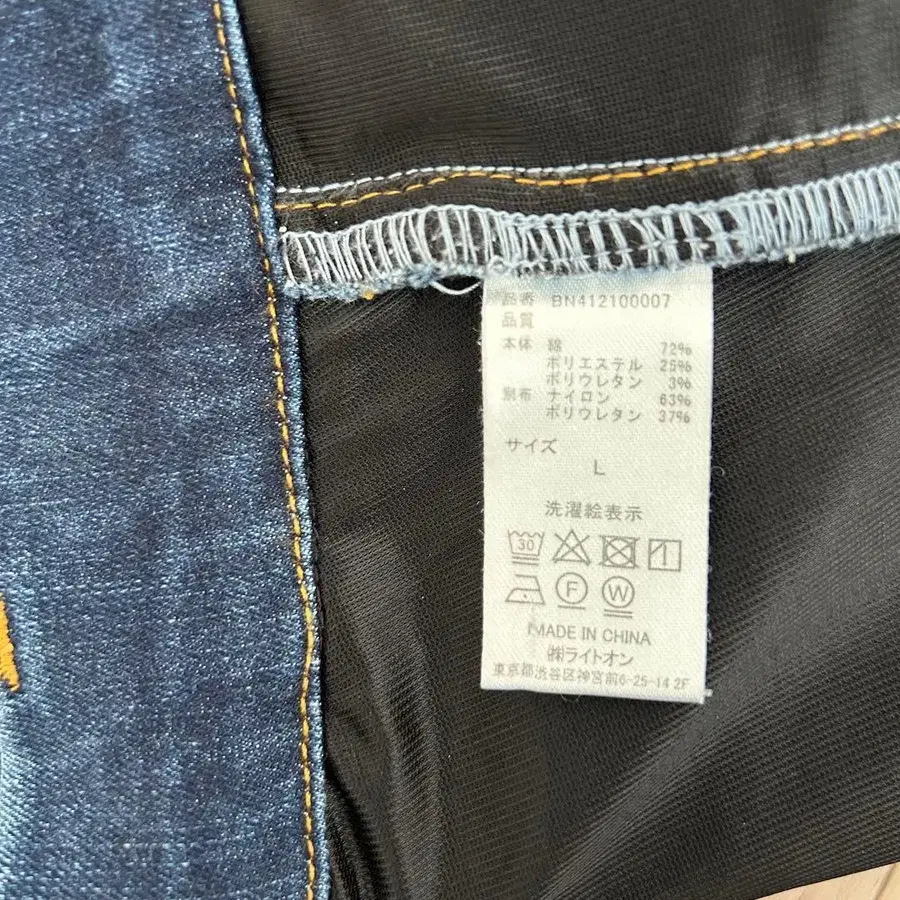 品番 BN412100007
品質
本体 綿 72%
ポリエステル 25%
ポリウレタン 3%
別布 ナイロン 63%
ポリウレタン 37%
サイズ
L
洗濯絵表示
30
F W
MADE IN CHINA
㈱ライトオン
東京都渋谷区神宮前6-25-14 2F